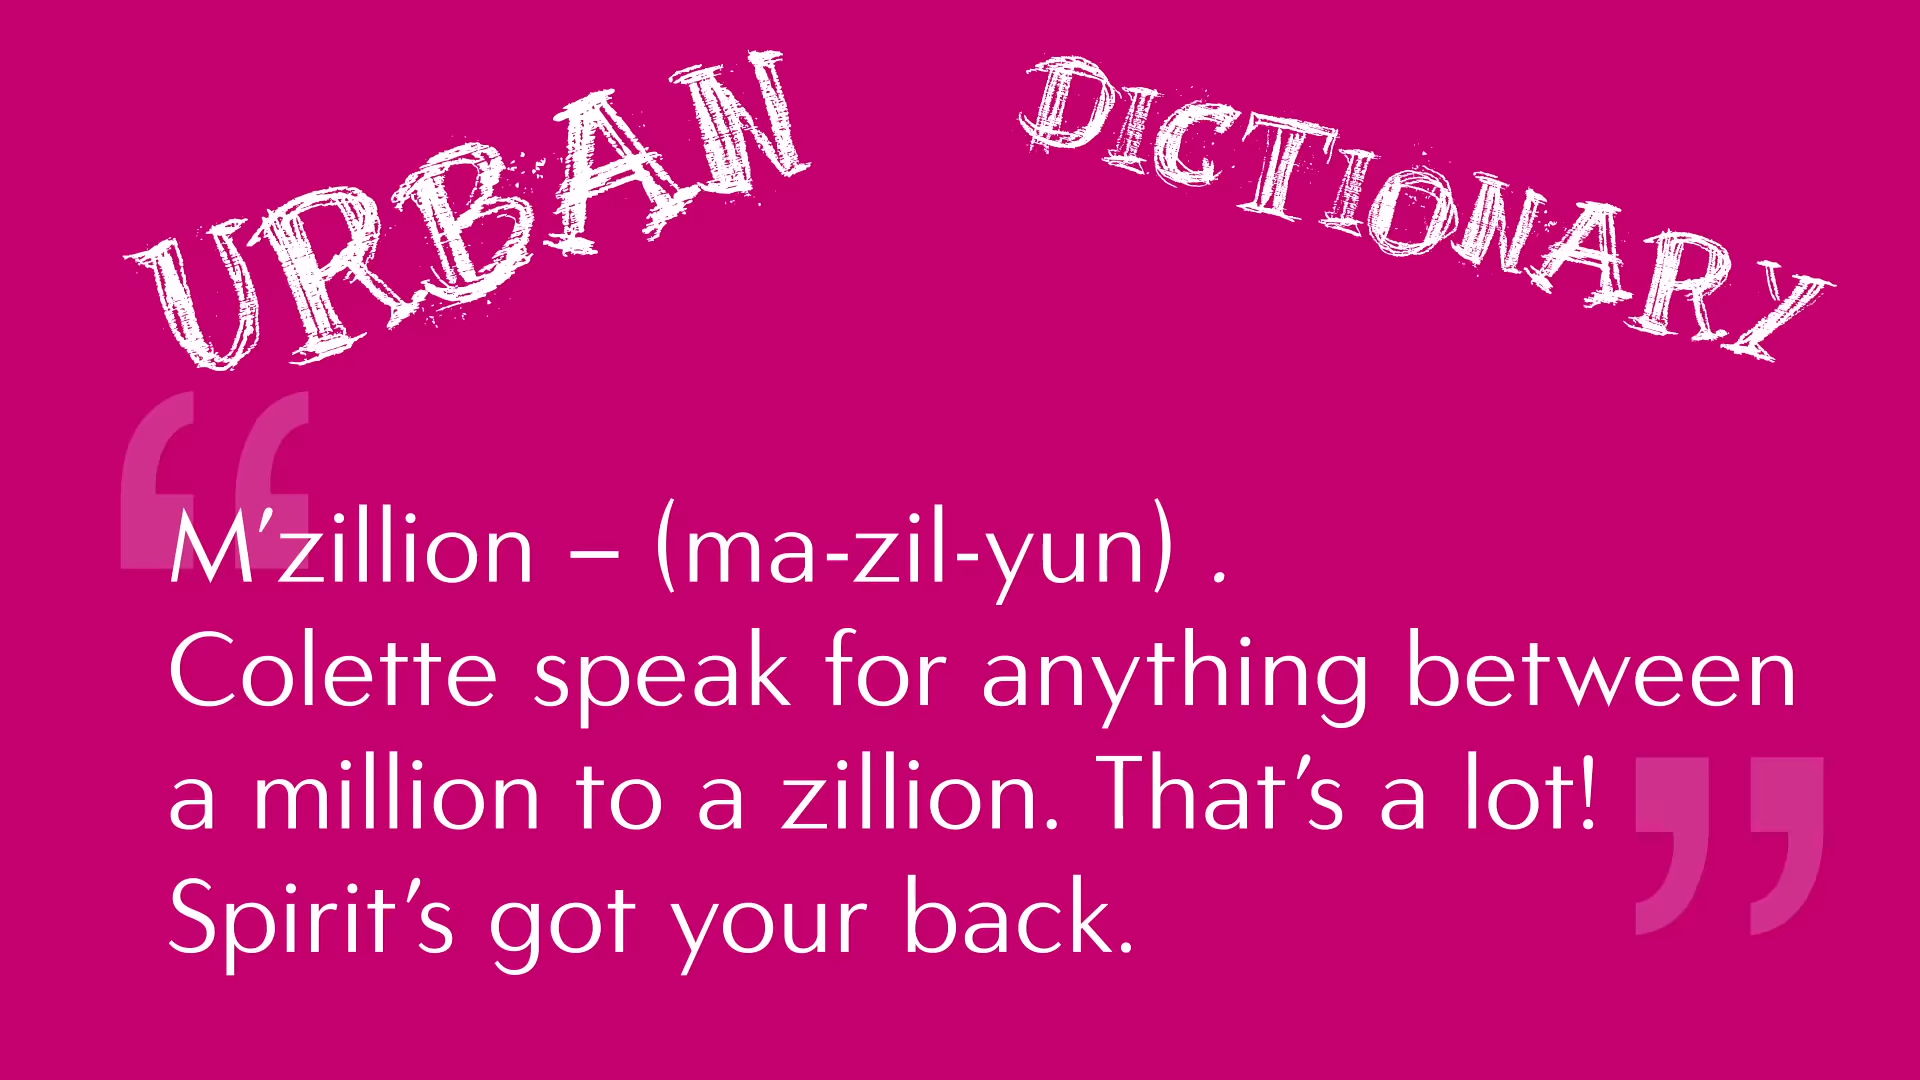 URBAN DICTIONARY
M’zillion – (ma-zil-yun) .
Colette speak for anything between
a million to a zillion. That’s a lot!
Spirit’s got your back.